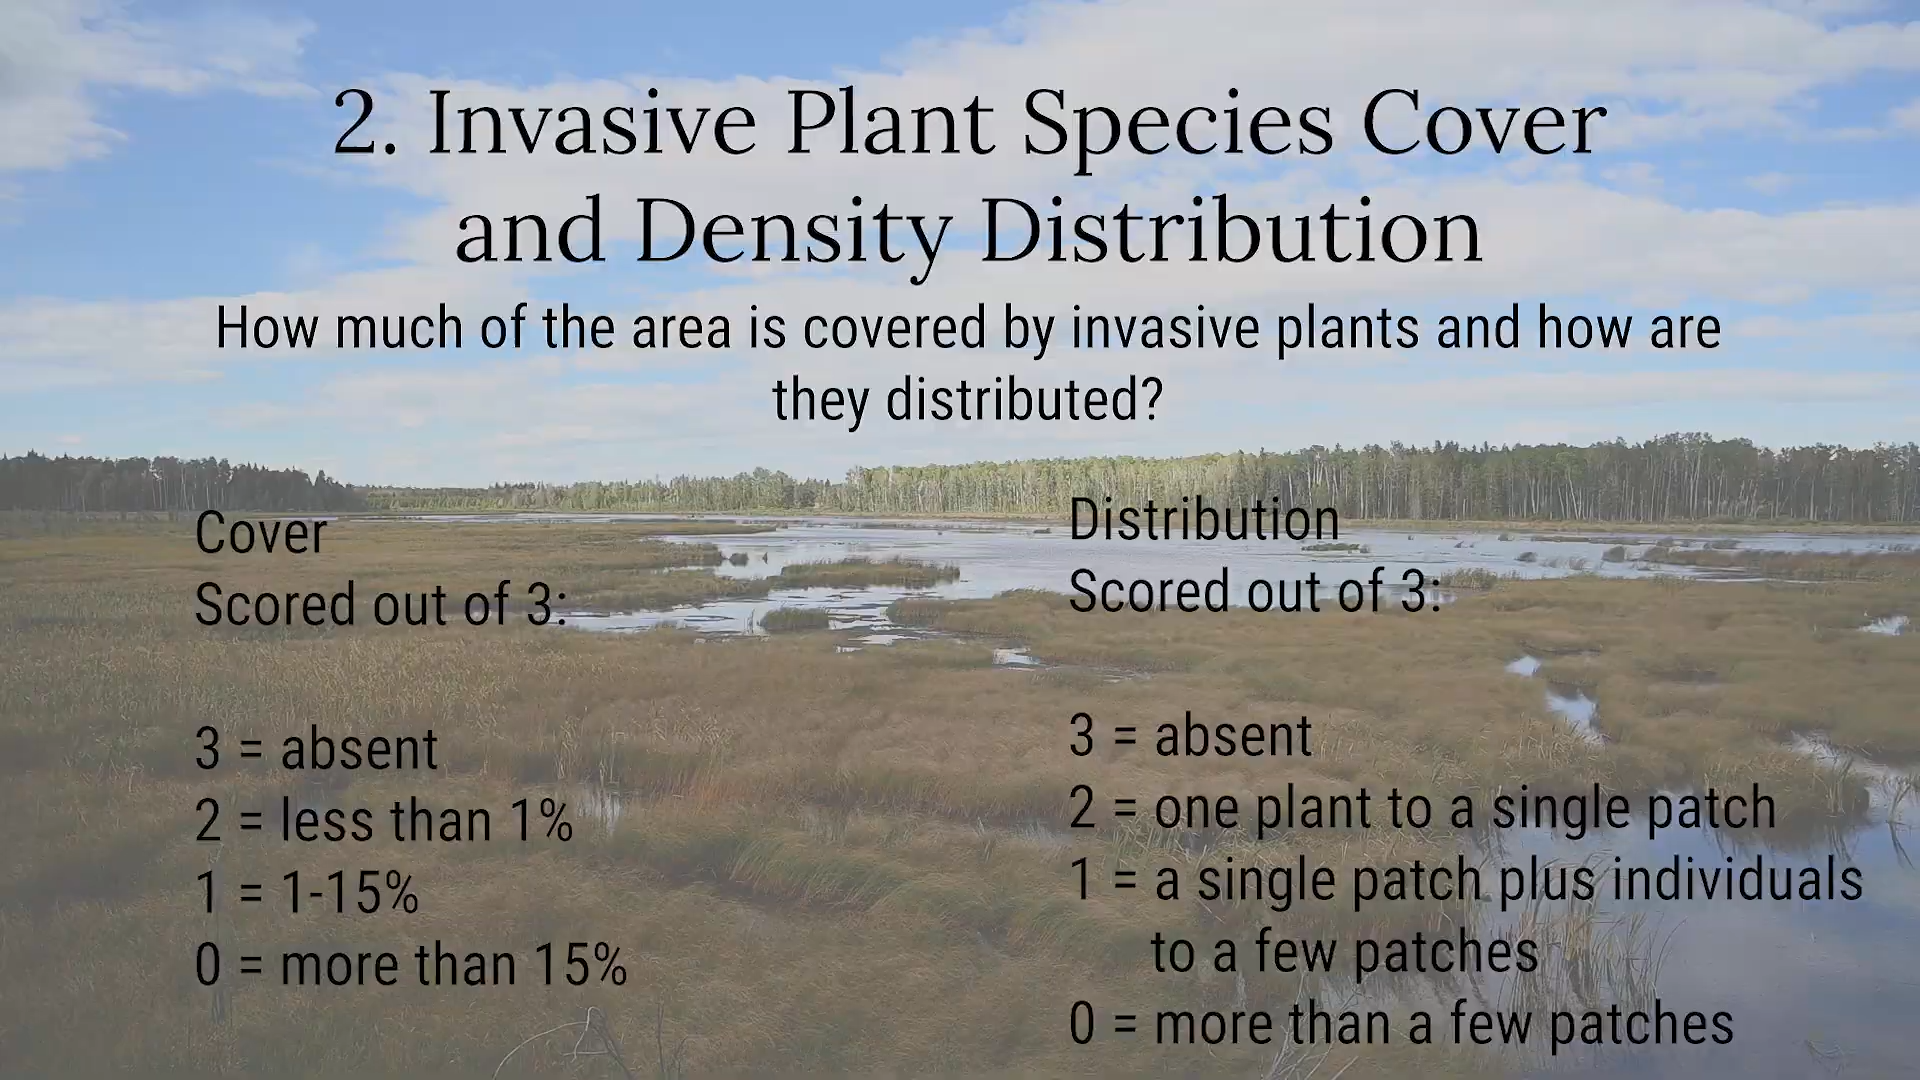 2. Invasive Plant Species Cover
and Density Distribution
How much of the area is covered by invasive plants and how are
they distributed?
Cover
Scored out of 3:
3 = absent
2 = less than 1%
1 = 1-15%
0 = more than 15%
Distribution
Scored out of 3:
3 = absent
2 = one plant to a single patch
1 = a single patch plus individuals
to a few patches
0 = more than a few patches